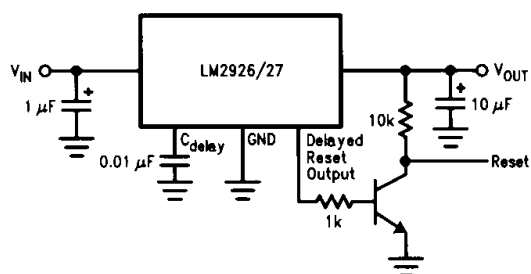 V_IN
LM2926/27
V_OUT
1 μF
+
+
10 μF
10k
C_delay
GND
Delayed
Reset
Output
0.01 μF
Reset
1k